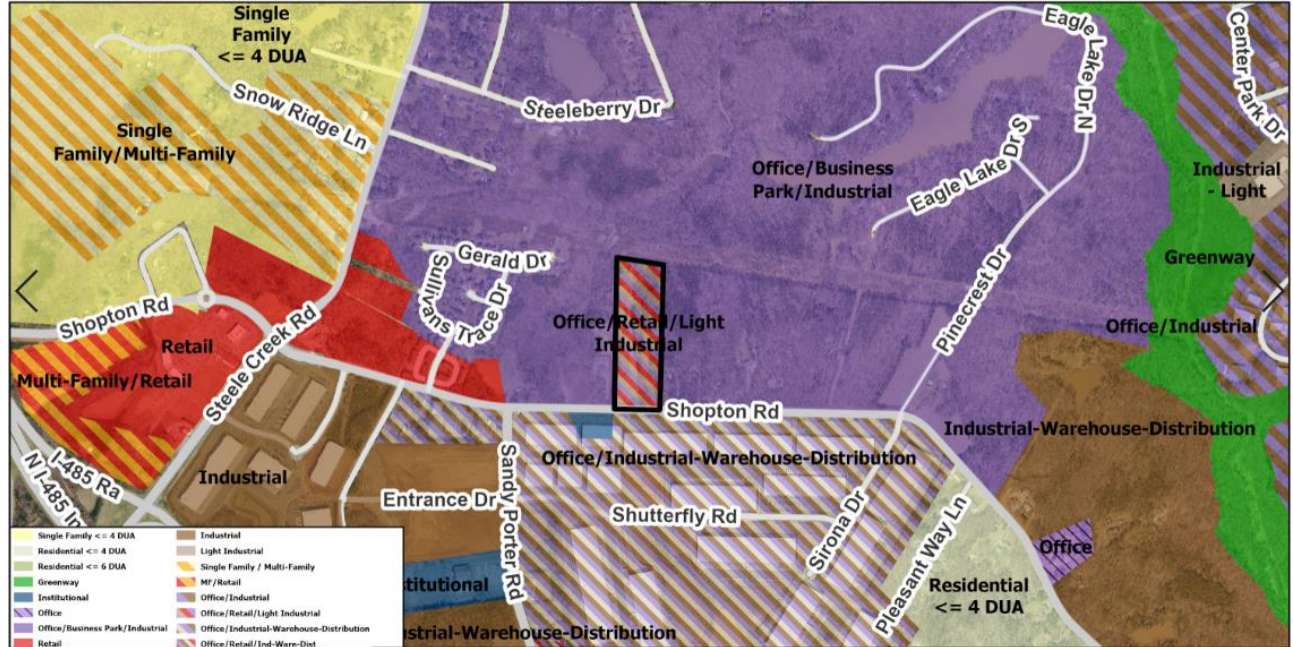 Single
Family
<= 4 DUA
Eagle
Lake Dr N
Center Park Dr
Snow Ridge Ln
Steeleberry Dr
Single
Family/Multi-Family
Office/Business
Park/Industrial
Eagle Lake Dr S
Industrial
- Light
Gerald Dr
Sullivans Trace Dr
Greenway
Pinecrest Dr
Shopton Rd
Office/Retail/Light
Industrial
Office/Industrial
Retail
Steele Creek Rd
Multi-Family/Retail
Shopton Rd
Industrial-Warehouse-Distribution
Office/Industrial-Warehouse-Distribution
I-485 Ra
N I-485 In
Industrial
Sandy Porter Rd
Entrance Dr
Shutterfly Rd
Sirona Dr
Pleasant Way Ln
Office
Residential
<= 4 DUA
stitutional
ustrial-Warehouse-Distribution
Single Family <= 4 DUA
Residential <= 4 DUA
Residential <= 6 DUA
Greenway
Institutional
Office
Office/Business Park/Industrial
Retail
Industrial
Light Industrial
Single Family / Multi-Family
MF/Retail
Office/Industrial
Office/Retail/Light Industrial
Office/Industrial-Warehouse-Distribution
Office/Retail/Ind-Ware-Dist